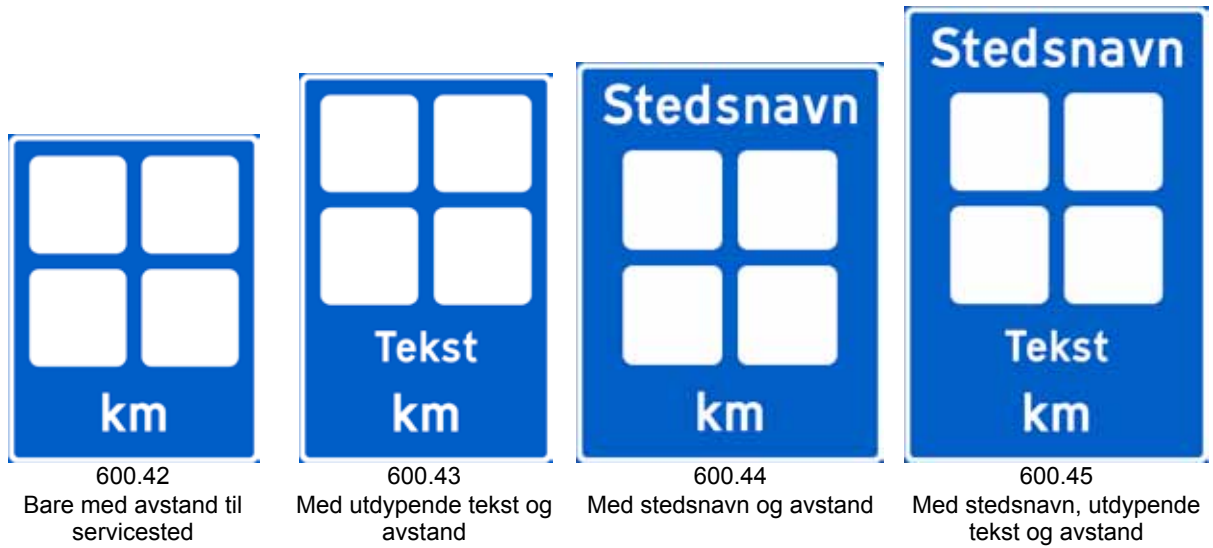 km
600.42
Bare med avstand til
servicested
Tekst
km
600.43
Med utdypende tekst og
avstand
Stedsnavn
km
600.44
Med stedsnavn og avstand
Stedsnavn
Tekst
km
600.45
Med stedsnavn, utdypende
tekst og avstand